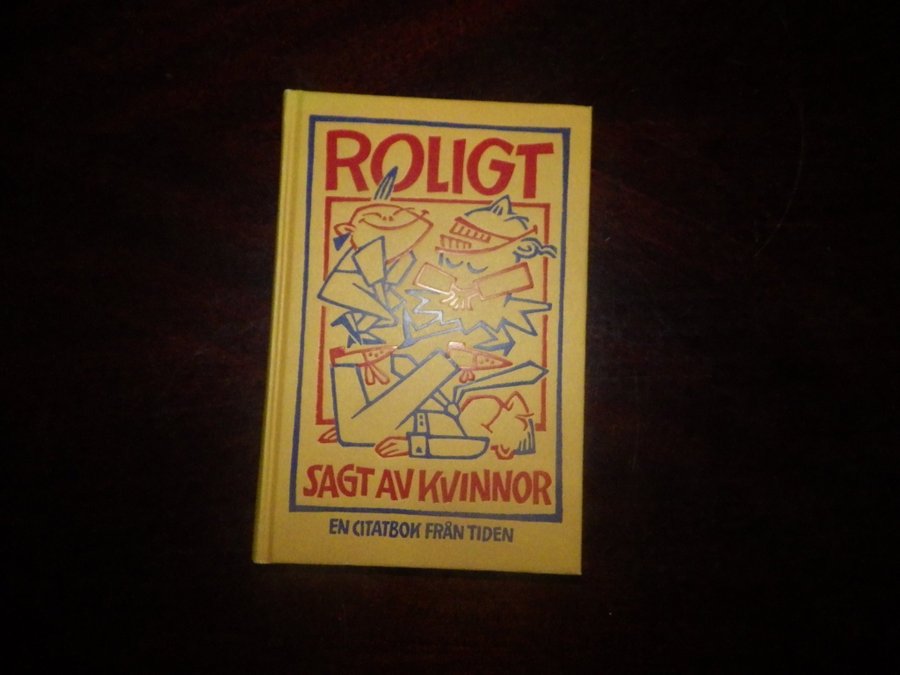 ROLIGT
SAGT AV KVINNOR
EN CITATBOK FRÅN TIDEN